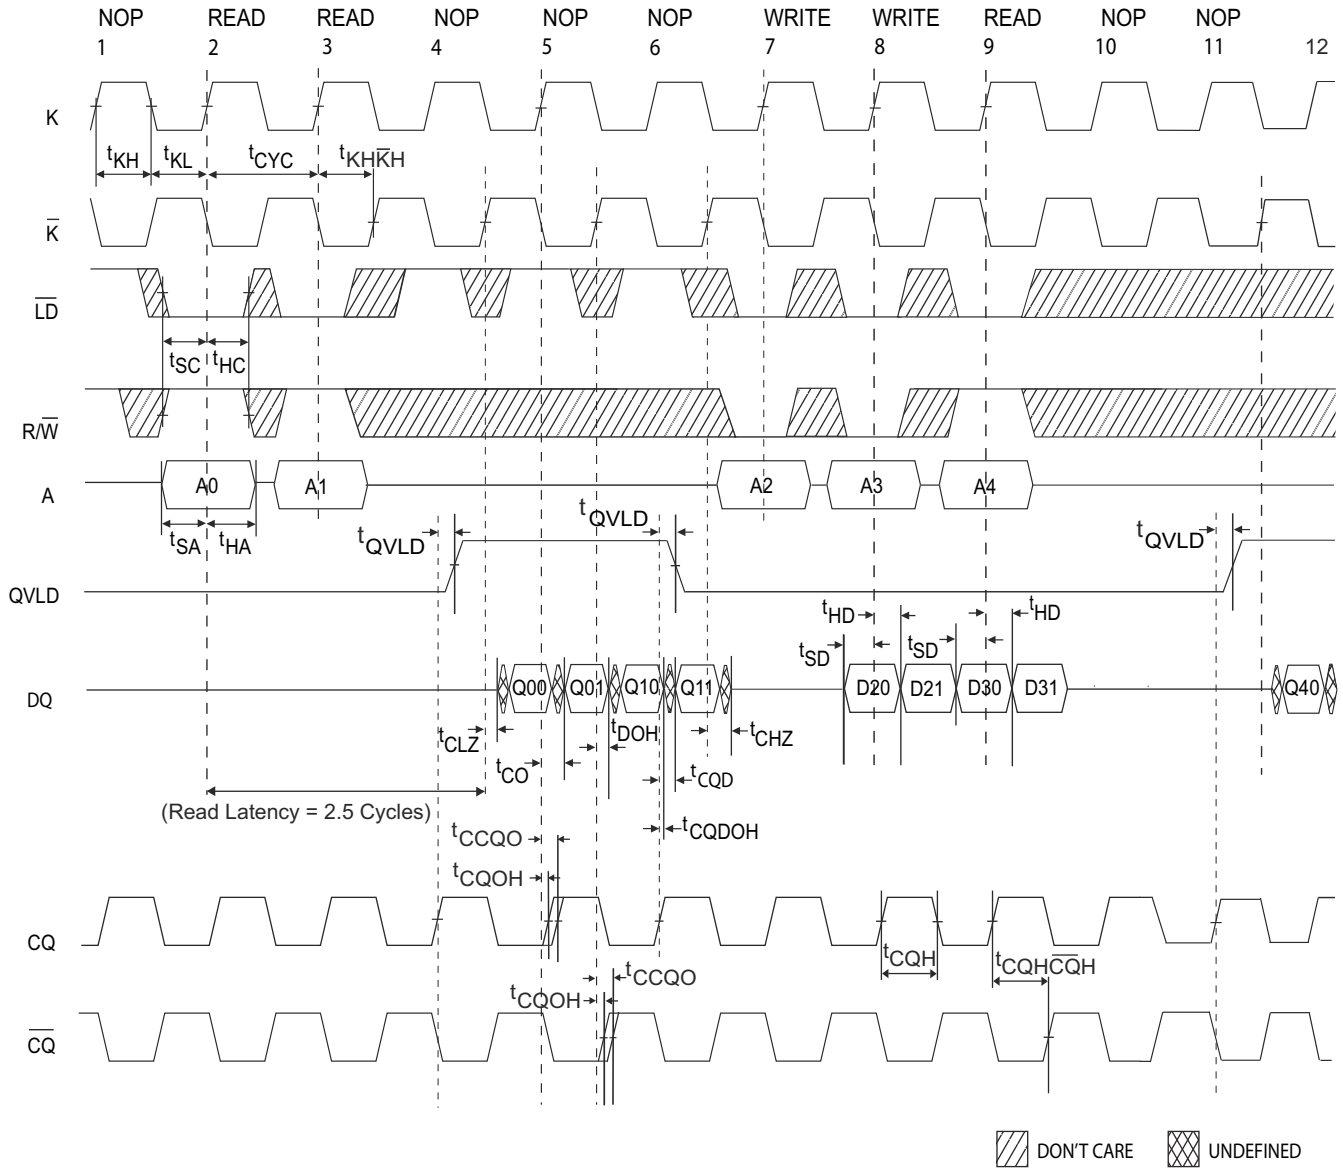 NOP READ READ NOP NOP NOP WRITE WRITE READ NOP NOP
1 2 3 4 5 6 7 8 9 10 11 12
K
tKH tKL tCYC tKHK̅H
K̅
L̅D̅
tSC tHC
R/W̅
A A0 A1 A2 A3 A4
tSA tHA tQVLD tQVLD tQVLD
QVLD
tHD tHD
tSD tSD
DQ Q00 Q01 Q10 Q11 D20 D21 D30 D31 Q40
tCLZ tDOH tCHZ
tCO tCQD
(Read Latency = 2.5 Cycles)
tCQDOH
tCCQO
tCQOH
CQ
tCQH tCQHC̅Q̅H
tCCQO
tCQOH
C̅Q̅
DON'T CARE UNDEFINED